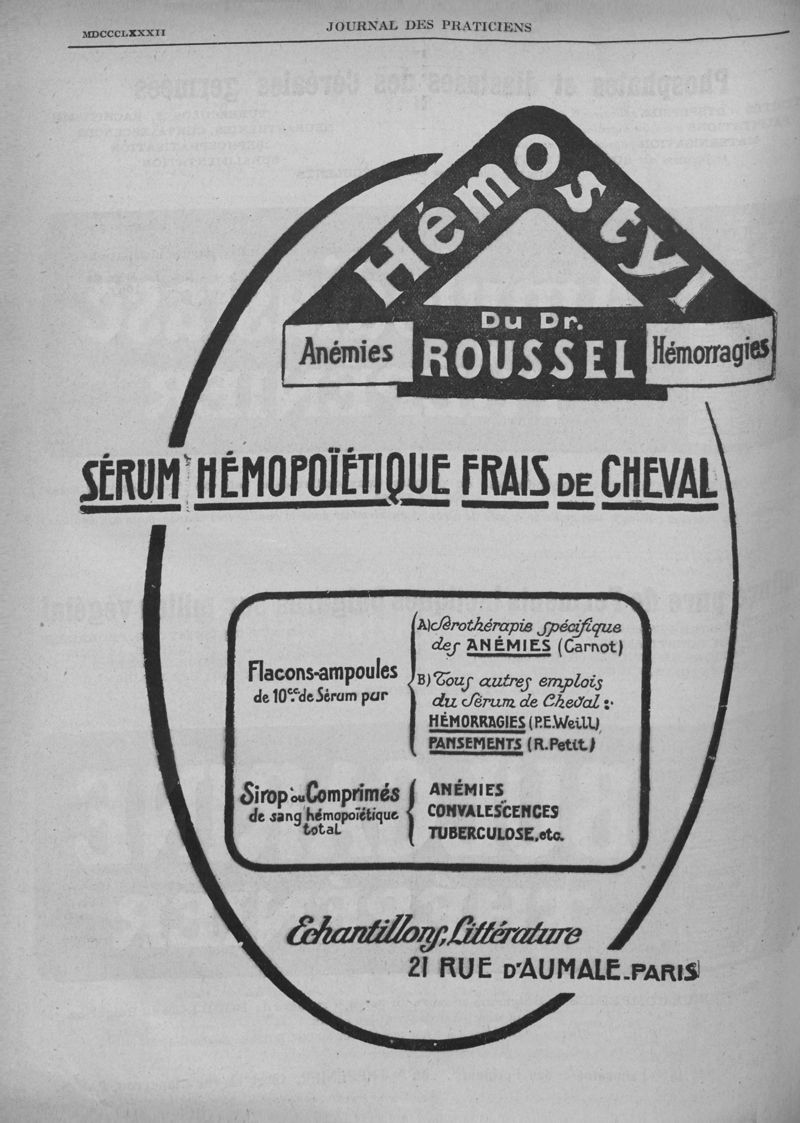 MDCCCLXXXII
JOURNAL DES PRATICIENS
Hémostyl
Du Dr.
Anémies
ROUSSEL
Hémorragies
SÉRUM HÉMOPOÏÉTIQUE FRAIS DE CHEVAL
Flacons-ampoules
de 10c.c. de Sérum pur
A) Sérothérapie spécifique
des ANÉMIES (Carnot)
B) Tous autres emplois
du Sérum de Cheval :
HÉMORRAGIES (P.E.Weill)
PANSEMENTS (R.Petit)
Sirop ou Comprimés
de sang hémopoïétique
total
ANÉMIES
CONVALESCENCES
TUBERCULOSE, etc.
Echantillons, Littérature
21 RUE D'AUMALE-PARIS